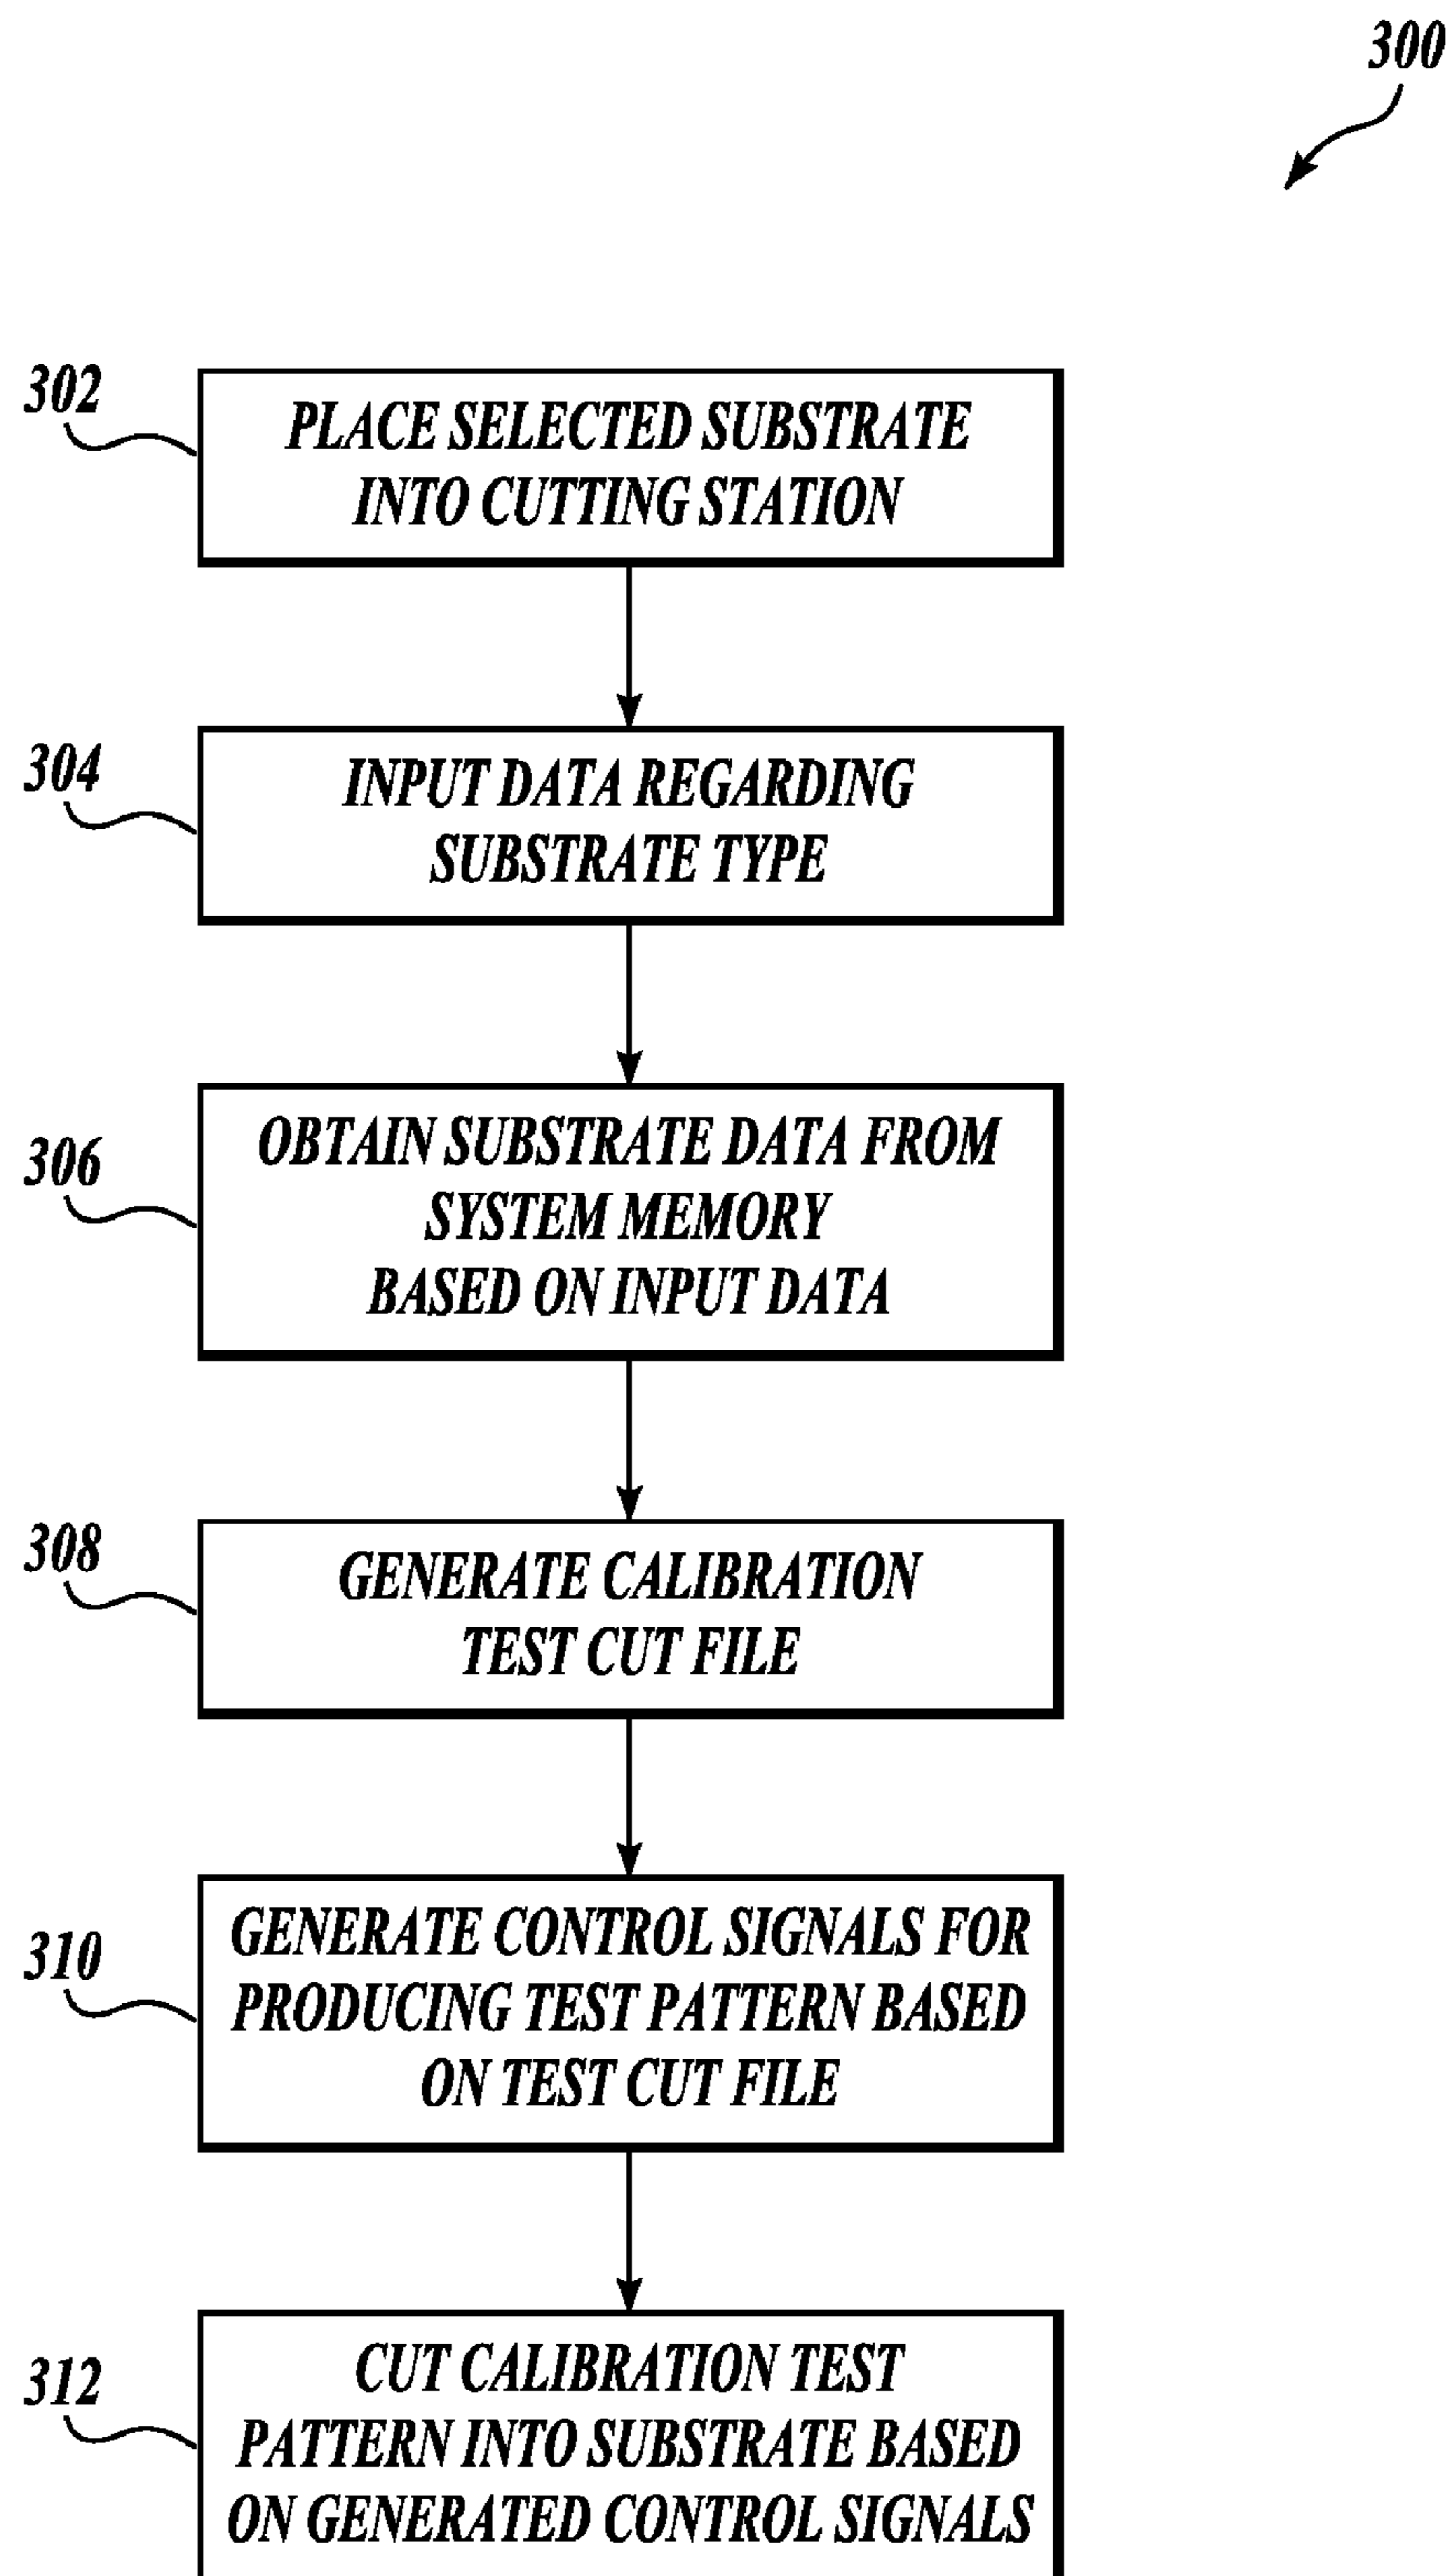 300
302
PLACE SELECTED SUBSTRATE
INTO CUTTING STATION
304
INPUT DATA REGARDING
SUBSTRATE TYPE
306
OBTAIN SUBSTRATE DATA FROM
SYSTEM MEMORY
BASED ON INPUT DATA
308
GENERATE CALIBRATION
TEST CUT FILE
310
GENERATE CONTROL SIGNALS FOR
PRODUCING TEST PATTERN BASED
ON TEST CUT FILE
312
CUT CALIBRATION TEST
PATTERN INTO SUBSTRATE BASED
ON GENERATED CONTROL SIGNALS